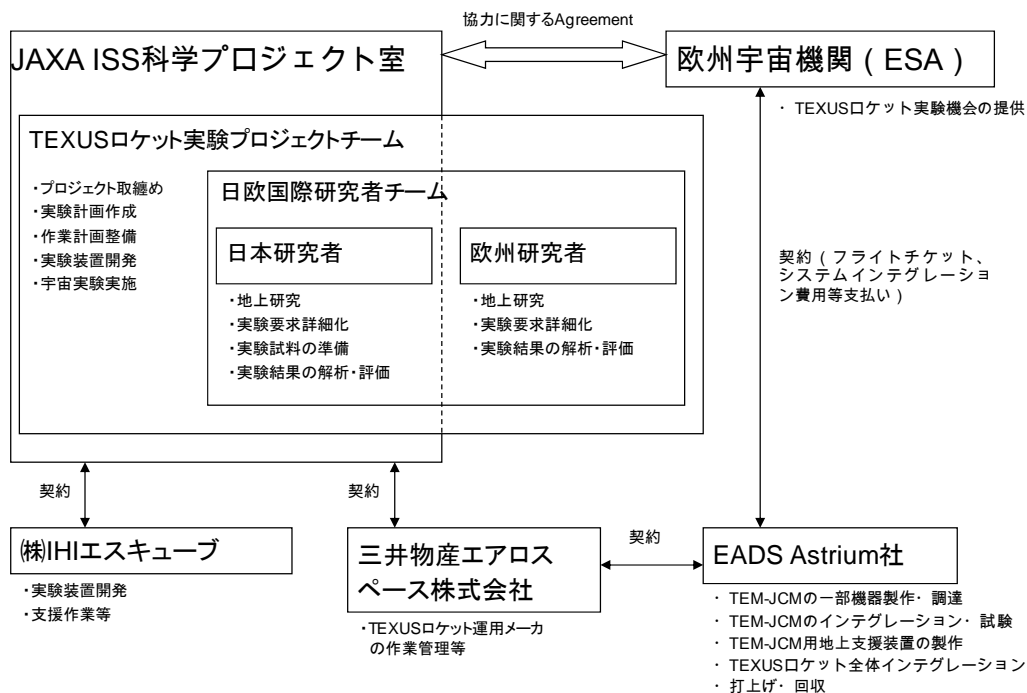 協力に関するAgreement
JAXA ISS科学プロジェクト室
欧州宇宙機関（ESA）
・ TEXUSロケット実験機会の提供
TEXUSロケット実験プロジェクトチーム
・プロジェクト取纏め
・実験計画作成
・作業計画整備
・実験装置開発
・宇宙実験実施
日欧国際研究者チーム
日本研究者
・地上研究
・実験要求詳細化
・実験試料の準備
・実験結果の解析・評価
欧州研究者
・地上研究
・実験要求詳細化
・実験結果の解析・評価
契約（フライトチケット、
システムインテグレーショ
ン費用等支払い）
契約
契約
㈱IHIエスキューブ
・実験装置開発
・支援作業等
三井物産エアロス
ペース株式会社
・TEXUSロケット運用メーカ
の作業管理等
契約
EADS Astrium社
・ TEM-JCMの一部機器製作・調達
・ TEM-JCMのインテグレーション・試験
・ TEM-JCM用地上支援装置の製作
・ TEXUSロケット全体インテグレーション
・ 打上げ・回収